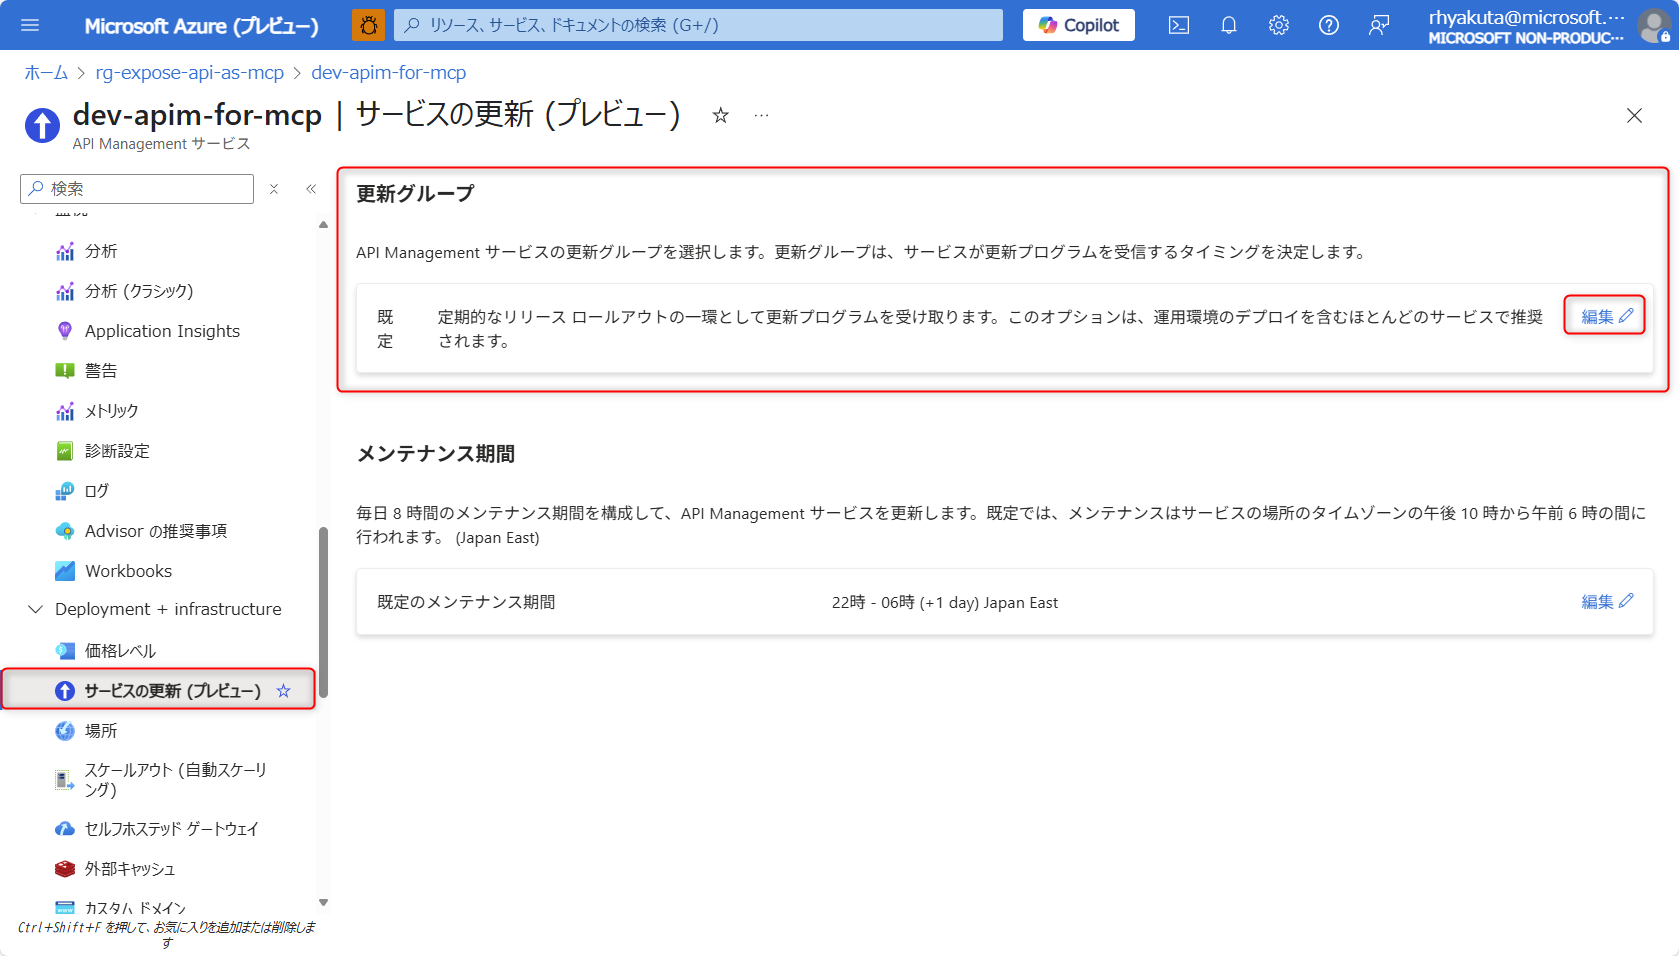 Microsoft Azure (プレビュー)
リソース、サービス、ドキュメントの検索 (G+/)
Copilot
rhyakuta@microsoft.…
MICROSOFT NON-PRODUC…
ホーム > rg-expose-api-as-mcp > dev-apim-for-mcp
dev-apim-for-mcp | サービスの更新 (プレビュー)
API Management サービス
検索
分析
分析 (クラシック)
Application Insights
警告
メトリック
診断設定
ログ
Advisor の推奨事項
Workbooks
Deployment + infrastructure
価格レベル
サービスの更新 (プレビュー)
場所
スケールアウト (自動スケーリ
ング)
セルフホステッド ゲートウェイ
外部キャッシュ
カスタム ドメイン
Ctrl+Shift+F を押して、お気に入りを追加または削除しま
す
更新グループ
API Management サービスの更新グループを選択します。更新グループは、サービスが更新プログラムを受信するタイミングを決定します。
既
定
定期的なリリース ロールアウトの一環として更新プログラムを受け取ります。このオプションは、運用環境のデプロイを含むほとんどのサービスで推奨
されます。
編集
メンテナンス期間
毎日 8 時間のメンテナンス期間を構成して、API Management サービスを更新します。既定では、メンテナンスはサービスの場所のタイムゾーンの午後 10 時から午前 6 時の間に
行われます。 (Japan East)
既定のメンテナンス期間
22時 - 06時 (+1 day) Japan East
編集